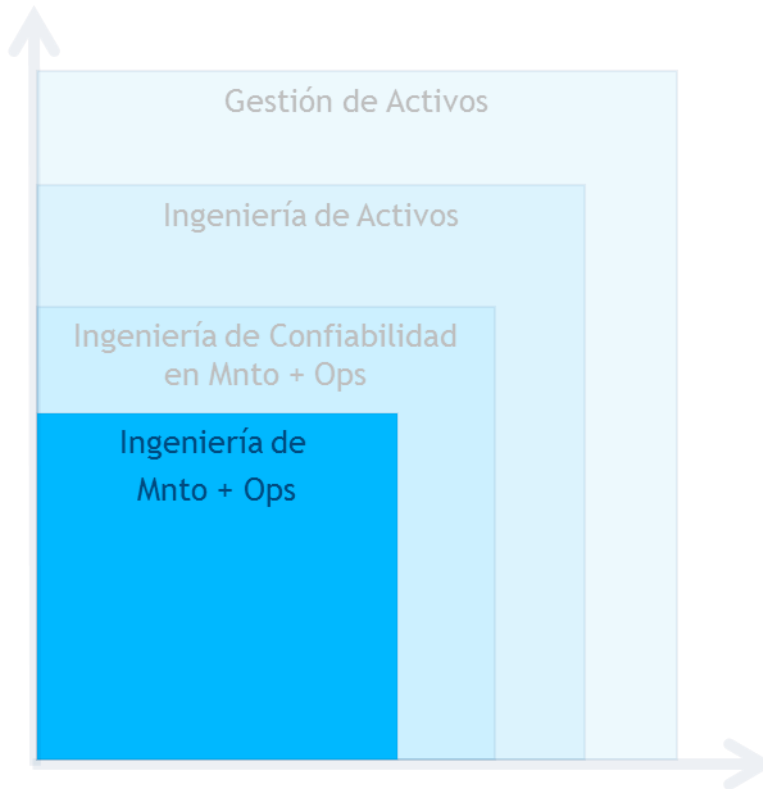 Gestión de Activos
Ingeniería de Activos
Ingeniería de Confiabilidad
en Mnto + Ops
Ingeniería de
Mnto + Ops